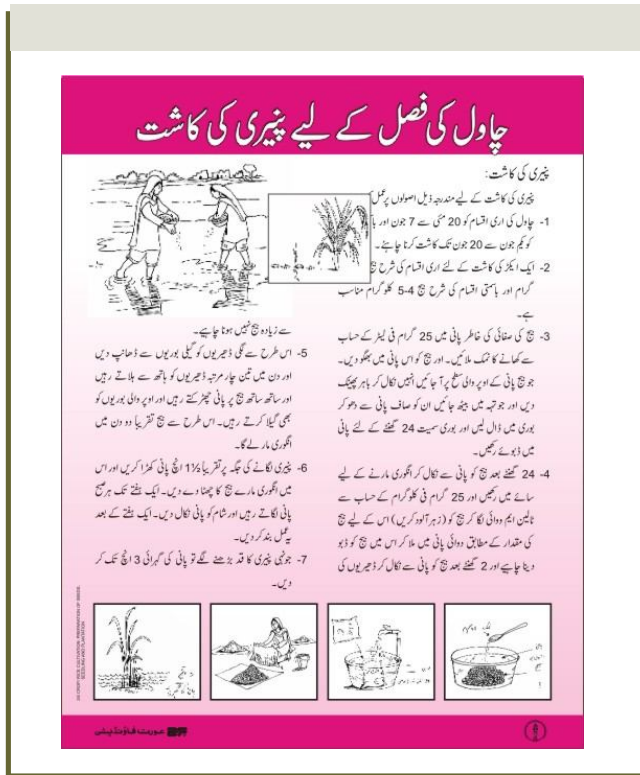 چاول کی فصل کے لیے پنیری کی کاشت
پنیری کی کاشت:
پنیری کی کاشت کے لیے مندرجہ ذیل اصولوں پر عمل
1- چاول کی اری اقسام کو 20 مئی سے 7 جون اور
کو یکم جون سے 20 جون تک کاشت کرنا چاہیئے۔
2- ایک ایکڑ کی کاشت کے لئے اری اقسام کی شرح بیج
گرام اور باسمتی اقسام کی شرح بیج 4-5 کلوگرام مناسب
ہے۔
3- بیج کی صفائی کی خاطر پانی میں 25 گرام فی لیٹر کے حساب
سے کھانے کا نمک ملائیں۔ اور بیج کو اس پانی میں بھگو دیں۔
جو بیج پانی کے اوپر والی سطح پر آ جائیں انہیں نکال کر باہر پھینک
دیں اور جو تہہ میں بیٹھ جائیں ان کو صاف پانی سے دھو کر
بوری میں ڈال لیں اور بوری سمیت 24 گھنٹے کے لئے پانی
میں ڈبوئے رکھیں۔
4- 24 گھنٹے بعد بیج کو پانی سے نکال کر انگوری مارنے کے لیے
سائے میں رکھیں اور 25 گرام فی کلوگرام کے حساب سے
ٹالین ایم دوائی لگا کر بیج کو (زہر آلود کریں) اس کے لیے بیج
کی مقدار کے مطابق دوائی پانی میں ملا کر اس میں بیج کو ڈبو
دینا چاہیے اور 2 گھنٹے بعد بیج کو پانی سے نکال کر ڈھیریوں کی
سے زیادہ بیج نہیں ہونا چاہیے۔
5- اس طرح سے لگی ڈھیریوں کو گیلی بوریوں سے ڈھانپ دیں
اور دن میں تین چار مرتبہ ڈھیریوں کو ہاتھ سے ہلاتے رہیں
اور ساتھ ساتھ بیج پر پانی چھڑکتے رہیں اور اوپر والی بوریوں کو
بھی گیلا کرتے رہیں۔ اس طرح سے بیج تقریباً دو دن میں
انگوری مار لے گا۔
6- پنیری لگانے کی جگہ پر تقریباً 1½ انچ پانی کھڑا کریں اور اس
میں انگوری مارے بیج کا چھٹا دے دیں۔ ایک ہفتے تک ہر صبح
پانی لگاتے رہیں اور شام کو پانی نکال دیں۔ ایک ہفتے کے بعد
یہ عمل بند کر دیں۔
7- جونہی پنیری کا قد بڑھنے لگے تو پانی کی گہرائی 3 انچ تک کر
دیں۔
عورت فاؤنڈیشن